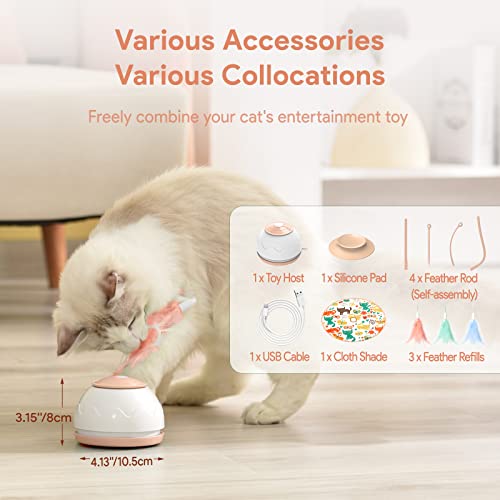 Various Accessories
Various Collocations
Freely combine your cat's entertainment toy
1 x Toy Host
1 x Silicone Pad
4 x Feather Rod
(Self-assembly)
1 x USB Cable
1 x Cloth Shade
3 x Feather Refills
3.15"/8cm
4.13"/10.5cm